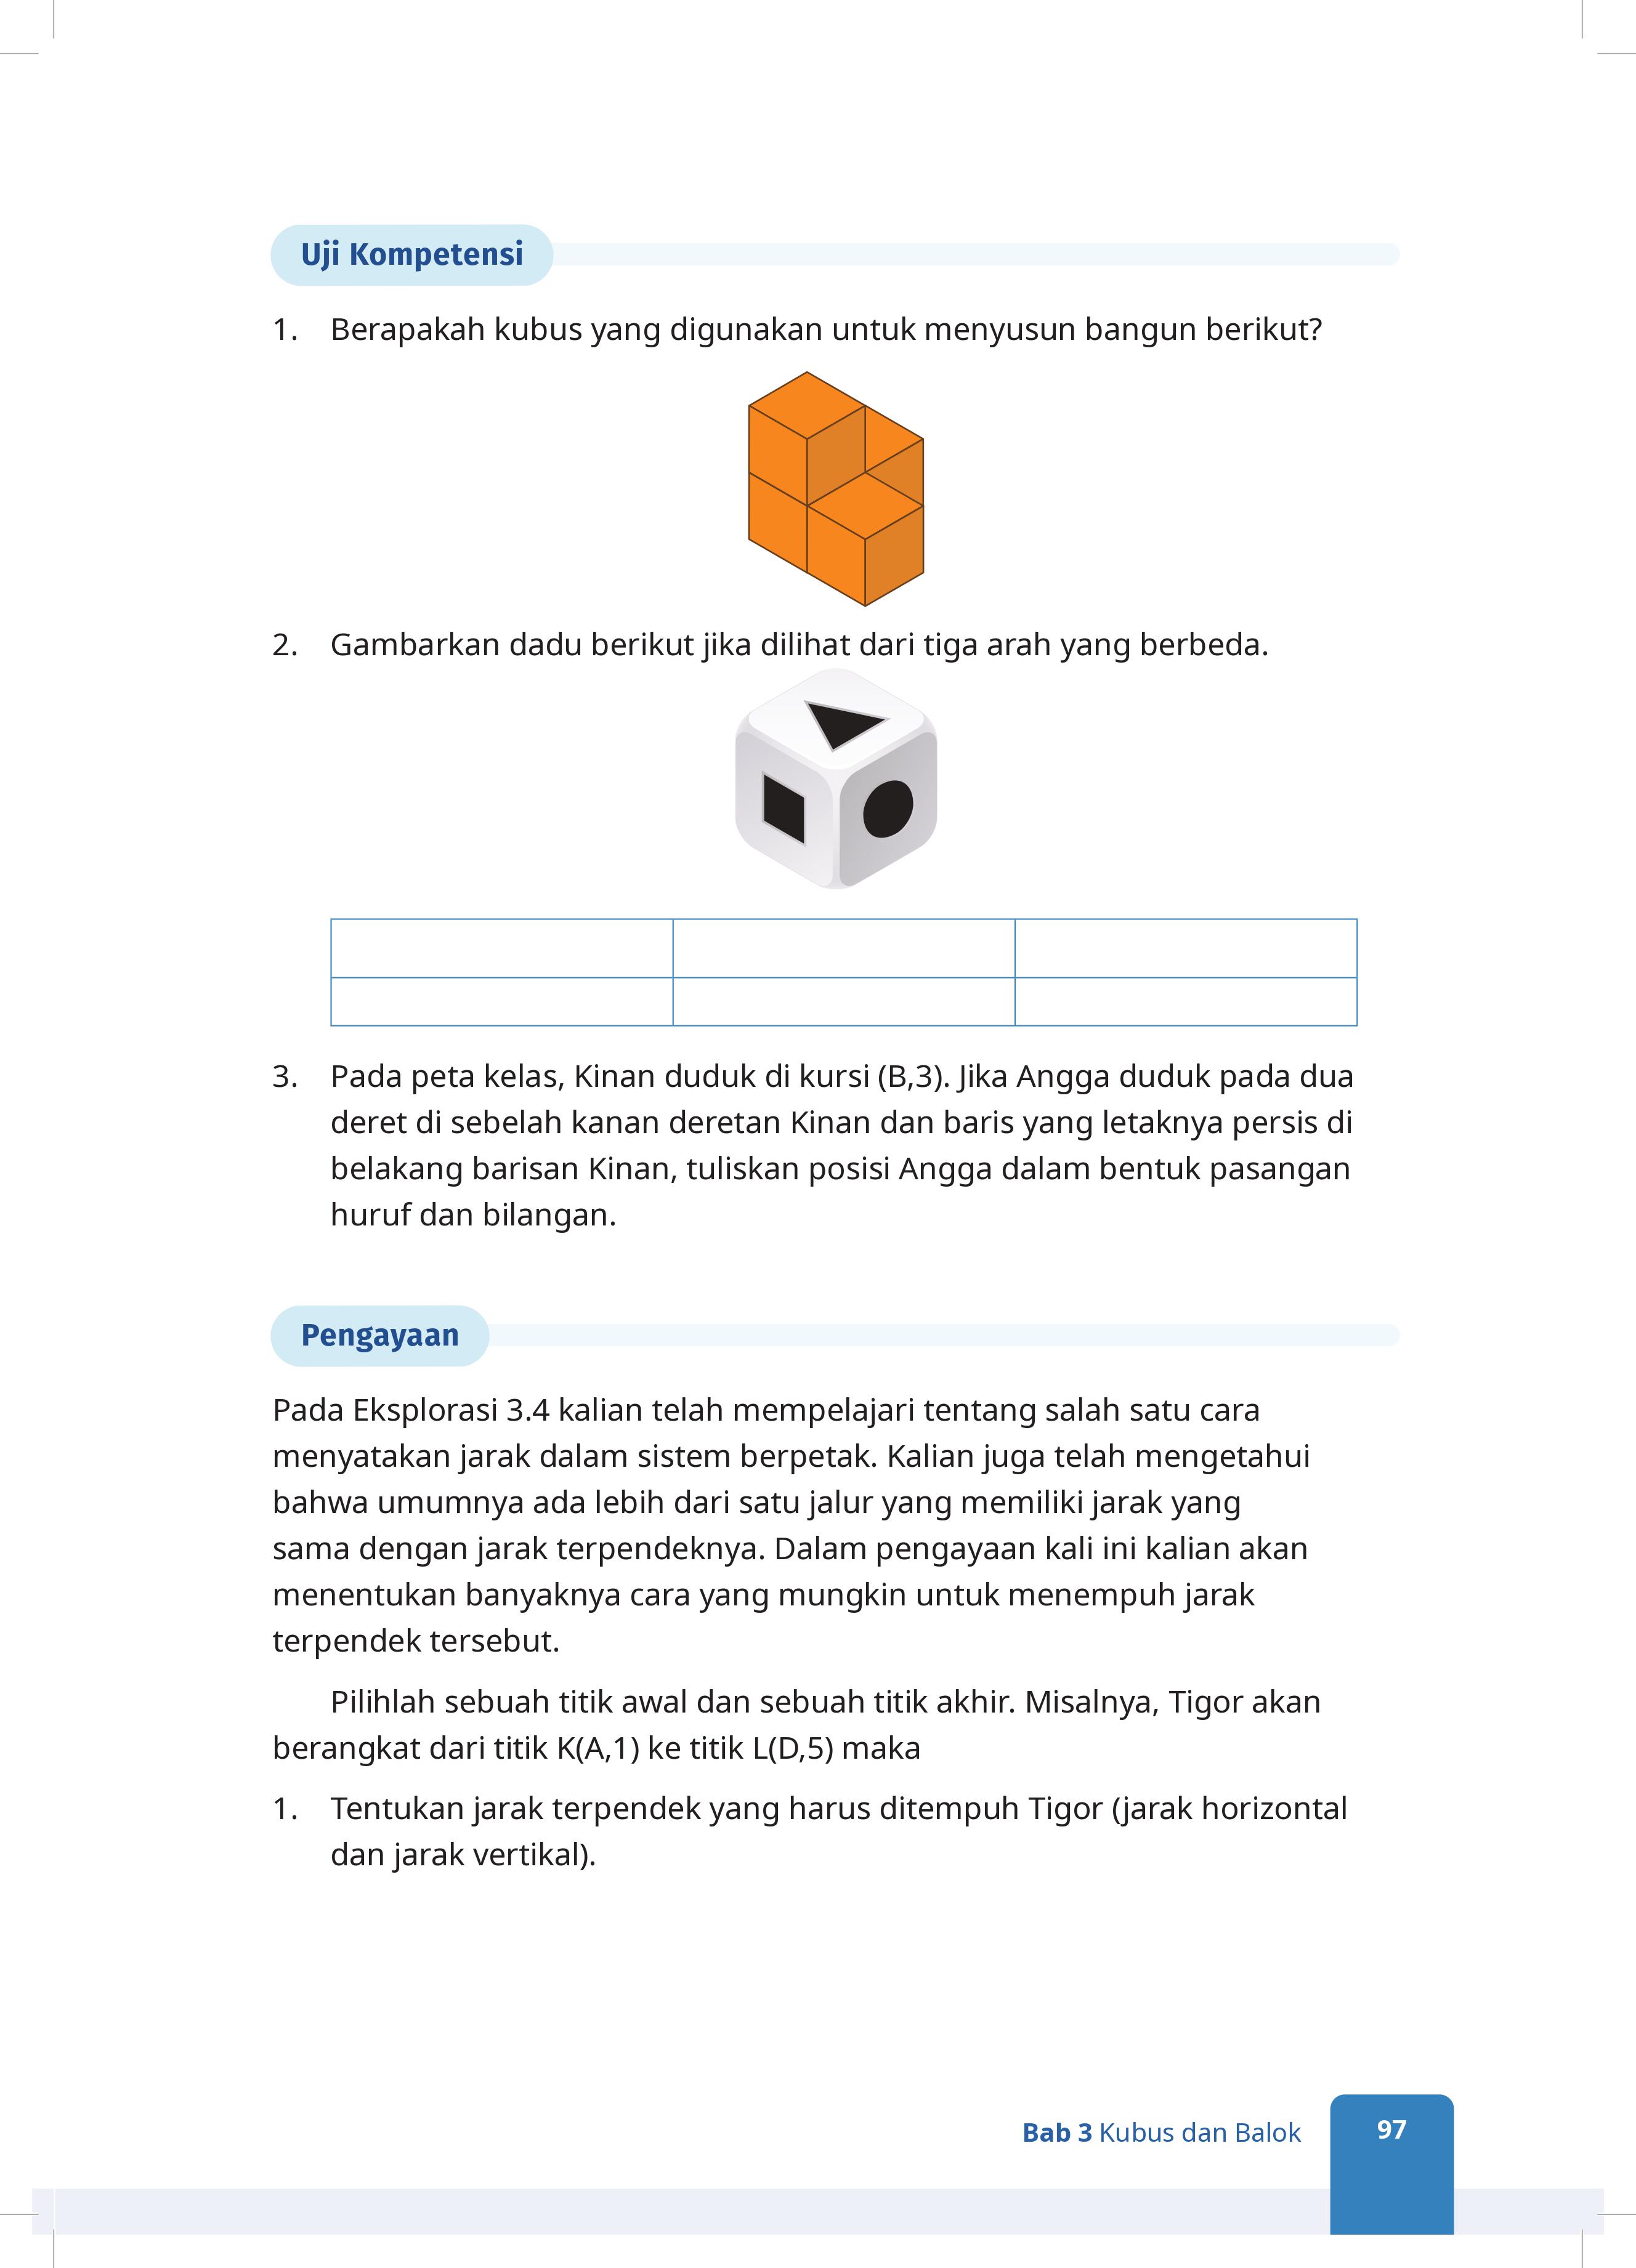 Uji Kompetensi
1. Berapakah kubus yang digunakan untuk menyusun bangun berikut?
2. Gambarkan dadu berikut jika dilihat dari tiga arah yang berbeda.
3. Pada peta kelas, Kinan duduk di kursi (B,3). Jika Angga duduk pada dua
deret di sebelah kanan deretan Kinan dan baris yang letaknya persis di
belakang barisan Kinan, tuliskan posisi Angga dalam bentuk pasangan
huruf dan bilangan.
Pengayaan
Pada Eksplorasi 3.4 kalian telah mempelajari tentang salah satu cara
menyatakan jarak dalam sistem berpetak. Kalian juga telah mengetahui
bahwa umumnya ada lebih dari satu jalur yang memiliki jarak yang
sama dengan jarak terpendeknya. Dalam pengayaan kali ini kalian akan
menentukan banyaknya cara yang mungkin untuk menempuh jarak
terpendek tersebut.
Pilihlah sebuah titik awal dan sebuah titik akhir. Misalnya, Tigor akan
berangkat dari titik K(A,1) ke titik L(D,5) maka
1. Tentukan jarak terpendek yang harus ditempuh Tigor (jarak horizontal
dan jarak vertikal).
Bab 3 Kubus dan Balok
97